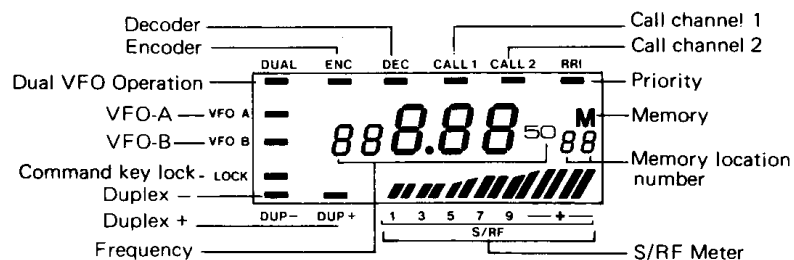 Decoder
Call channel 1
Encoder
Call channel 2
DUAL ENC DEC CALL 1 CALL 2 RRI
Dual VFO Operation
Priority
VFO-A VFO A
M
Memory
VFO-B VFO B
88 8.88 50 88
Command key lock - LOCK
Memory location
number
Duplex -
DUP- DUP+ 1 3 5 7 9 +
Duplex +
S/RF
Frequency
S/RF Meter